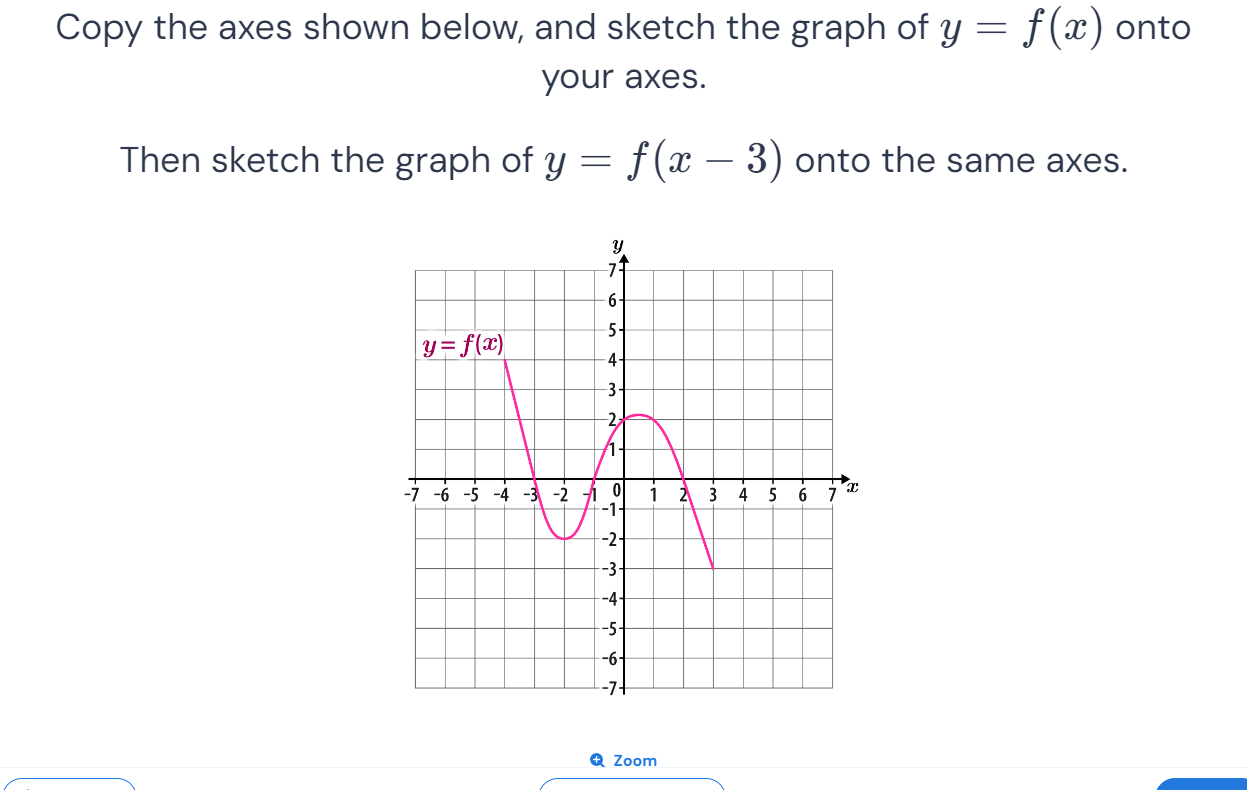 Copy the axes shown below, and sketch the graph of y = f(x) onto
your axes.
Then sketch the graph of y = f(x − 3) onto the same axes.
y
7
6
5
y = f(x)
4
3
2
1
-7 -6 -5 -4 -3 -2 -1 0 1 2 3 4 5 6 7 x
-1
-2
-3
-4
-5
-6
-7
Zoom